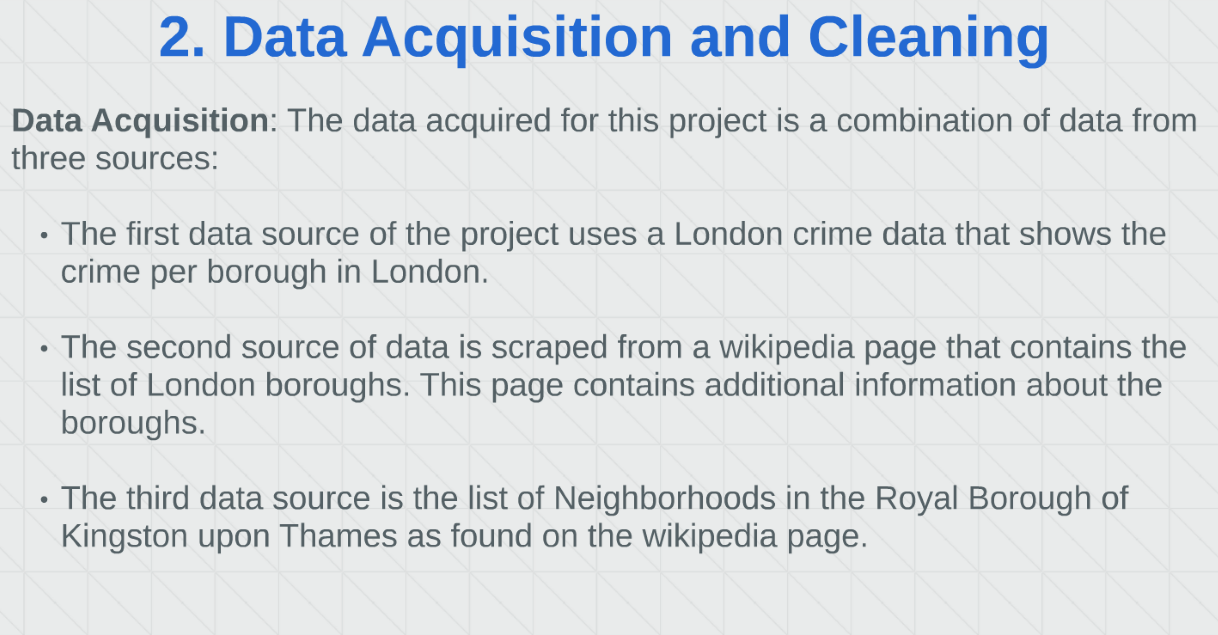 2. Data Acquisition and Cleaning
Data Acquisition: The data acquired for this project is a combination of data from
three sources:
• The first data source of the project uses a London crime data that shows the
crime per borough in London.
• The second source of data is scraped from a wikipedia page that contains the
list of London boroughs. This page contains additional information about the
boroughs.
• The third data source is the list of Neighborhoods in the Royal Borough of
Kingston upon Thames as found on the wikipedia page.